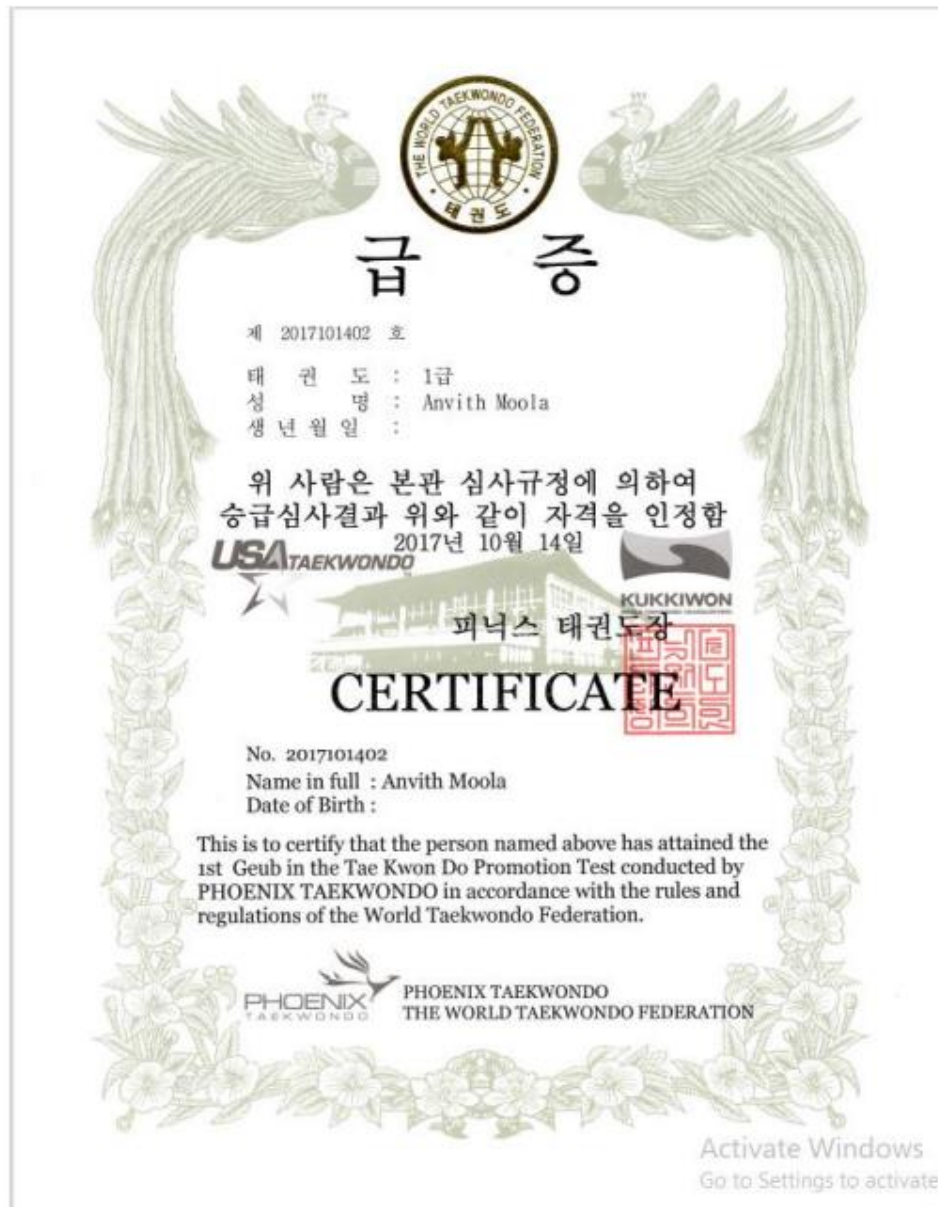 THE WORLD TAEKWONDO FEDERATION
태권도
급 증
제 2017101402 호
태 권 도 : 1급
성 명 : Anvith Moola
생년월일 :
위 사람은 본관 심사규정에 의하여
승급심사결과 위와 같이 자격을 인정함
2017년 10월 14일
USA TAEKWONDO
KUKKIWON
피닉스 태권도장
CERTIFICATE
No. 2017101402
Name in full : Anvith Moola
Date of Birth :
This is to certify that the person named above has attained the
1st Geub in the Tae Kwon Do Promotion Test conducted by
PHOENIX TAEKWONDO in accordance with the rules and
regulations of the World Taekwondo Federation.
PHOENIX
TAEKWONDO
PHOENIX TAEKWONDO
THE WORLD TAEKWONDO FEDERATION
Activate Windows
Go to Settings to activate